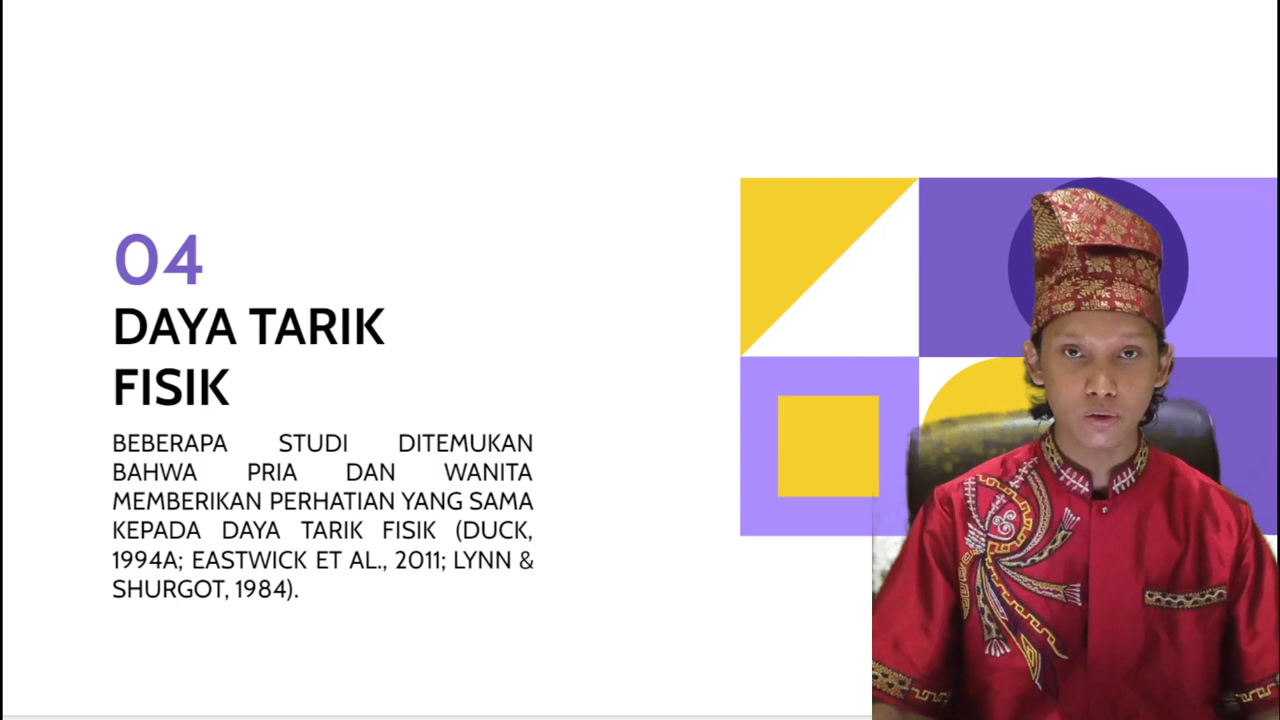 04
DAYA TARIK
FISIK
BEBERAPA STUDI DITEMUKAN
BAHWA PRIA DAN WANITA
MEMBERIKAN PERHATIAN YANG SAMA
KEPADA DAYA TARIK FISIK (DUCK,
1994A; EASTWICK ET AL., 2011; LYNN &
SHURGOT, 1984).